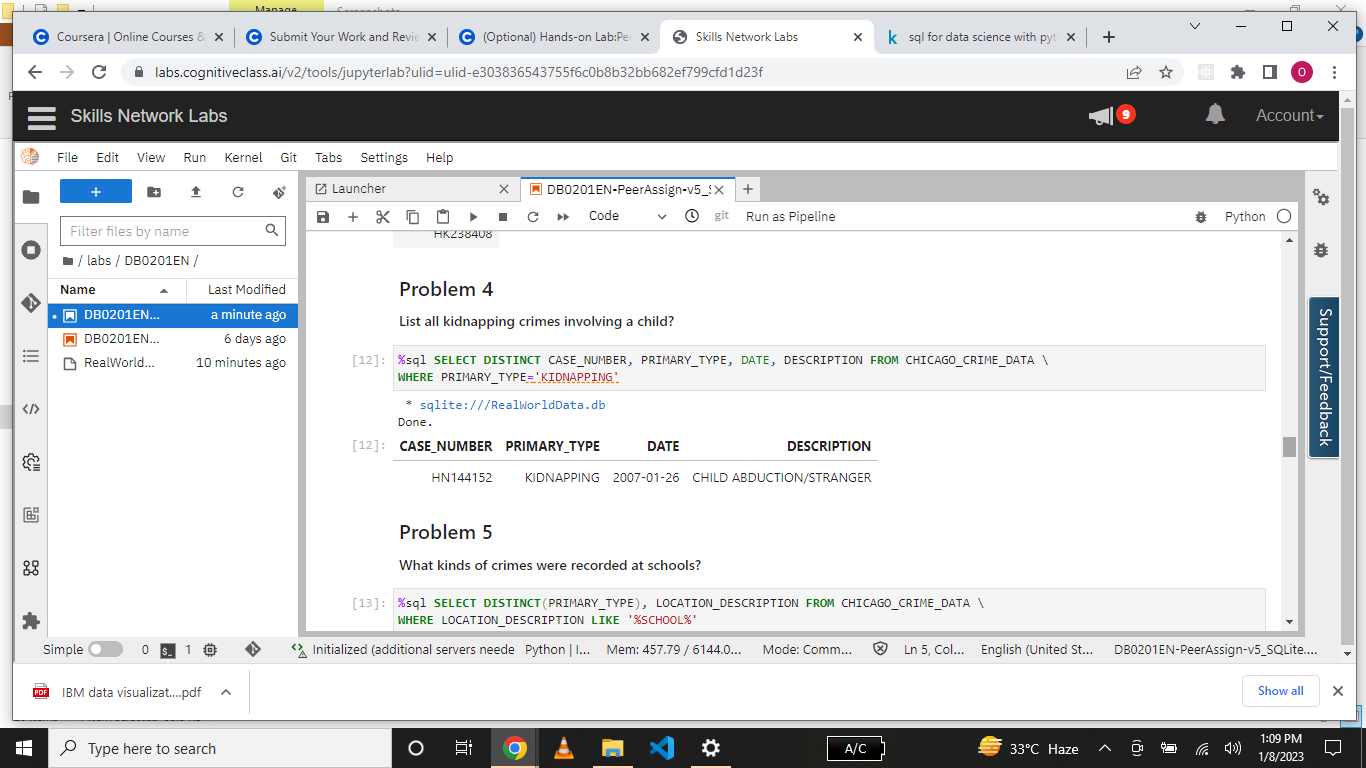 Manage
Screenshots
Coursera | Online Courses &
Submit Your Work and Revie
(Optional) Hands-on Lab:Pee
Skills Network Labs
sql for data science with pyt
labs.cognitiveclass.ai/v2/tools/jupyterlab?ulid=ulid-e303836543755f6c0b8b32bb682ef799cfd1d23f
O
Skills Network Labs
9
Account
File Edit View Run Kernel Git Tabs Settings Help
Launcher
DB0201EN-PeerAssign-v5_S
Code
git
Run as Pipeline
Python
Filter files by name
/ labs / DB0201EN /
Name Last Modified
DB0201EN... a minute ago
DB0201EN... 6 days ago
RealWorld... 10 minutes ago
HK238408
Problem 4
List all kidnapping crimes involving a child?
[12]: %sql SELECT DISTINCT CASE_NUMBER, PRIMARY_TYPE, DATE, DESCRIPTION FROM CHICAGO_CRIME_DATA \
WHERE PRIMARY_TYPE='KIDNAPPING'
* sqlite:///RealWorldData.db
Done.
[12]: CASE_NUMBER PRIMARY_TYPE DATE DESCRIPTION
HN144152 KIDNAPPING 2007-01-26 CHILD ABDUCTION/STRANGER
Problem 5
What kinds of crimes were recorded at schools?
[13]: %sql SELECT DISTINCT(PRIMARY_TYPE), LOCATION_DESCRIPTION FROM CHICAGO_CRIME_DATA \
WHERE LOCATION_DESCRIPTION LIKE '%SCHOOL%'
Support/Feedback
Simple 0 1 Initialized (additional servers neede Python | I... Mem: 457.79 / 6144.0... Mode: Comm... Ln 5, Col... English (United St... DB0201EN-PeerAssign-v5_SQLite....
PDF
IBM data visualizat....pdf
Show all
Type here to search
A/C
33°C Haze
1:09 PM
1/8/2023